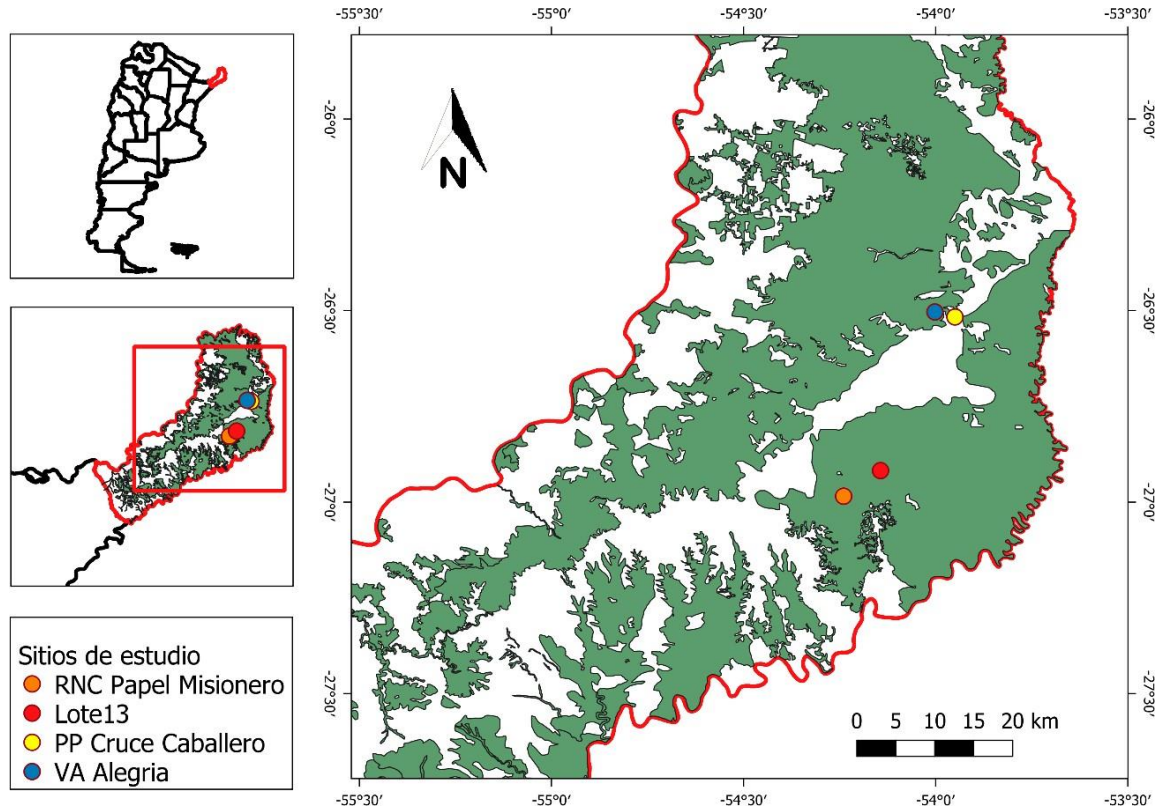 -55°30′
-55°0′
-54°30′
-54°0′
-53°30′
-26°0′
-26°0′
N
-26°30′
-26°30′
-27°0′
-27°0′
Sitios de estudio
RNC Papel Misionero
Lote13
PP Cruce Caballero
VA Alegria
-27°30′
-27°30′
0 5 10 15 20 km
-55°30′
-55°0′
-54°30′
-54°0′
-53°30′